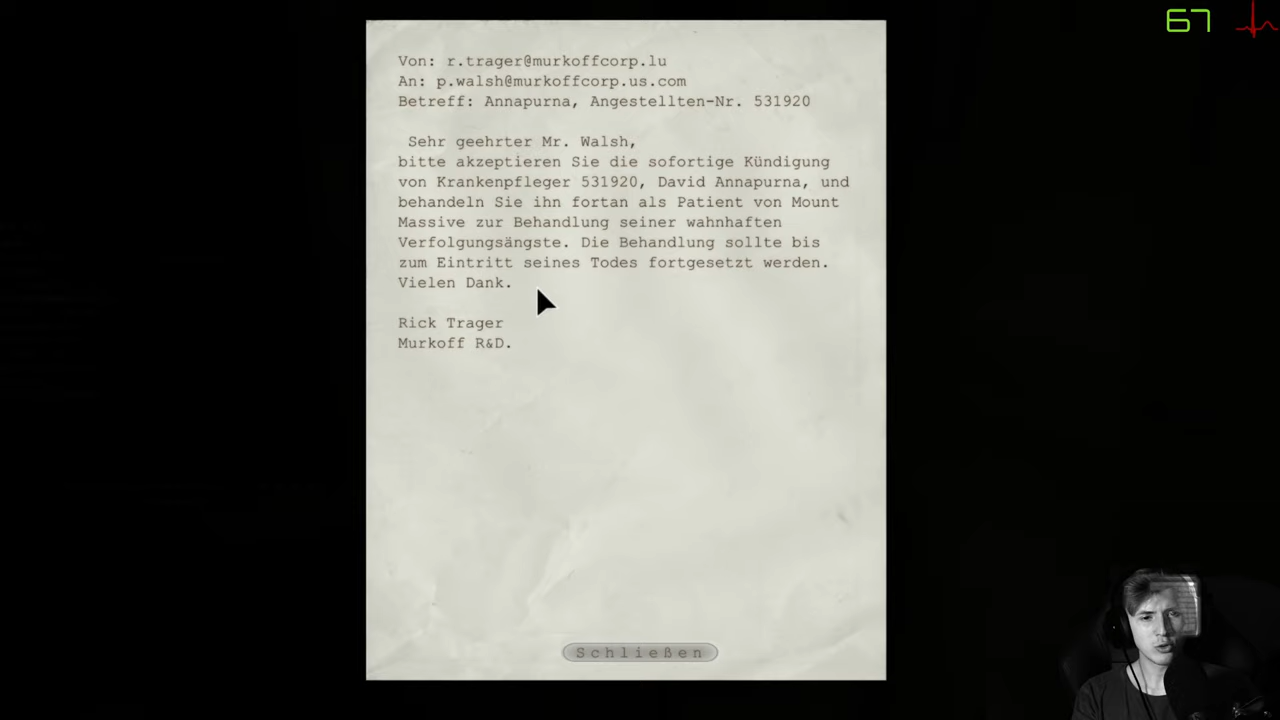 67
Von: r.trager@murkoffcorp.lu
An: p.walsh@murkoffcorp.us.com
Betreff: Annapurna, Angestellten-Nr. 531920
Sehr geehrter Mr. Walsh,
bitte akzeptieren Sie die sofortige Kündigung
von Krankenpfleger 531920, David Annapurna, und
behandeln Sie ihn fortan als Patient von Mount
Massive zur Behandlung seiner wahnhaften
Verfolgungsängste. Die Behandlung sollte bis
zum Eintritt seines Todes fortgesetzt werden.
Vielen Dank.
Rick Trager
Murkoff R&D.
Schließen